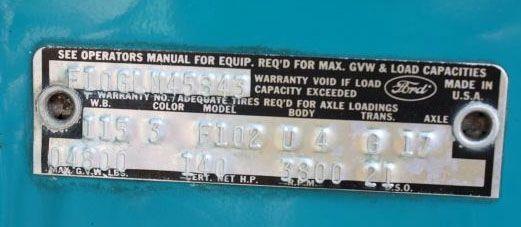 SEE OPERATORS MANUAL FOR EQUIP. REQ'D FOR MAX. GVW & LOAD CAPACITIES
WARRANTY VOID IF LOAD
CAPACITY EXCEEDED
Ford
MADE IN
U.S.A.
WARRANTY NO./ADEQUATE TIRES REQ'D FOR AXLE LOADINGS
W.B. COLOR MODEL BODY TRANS. AXLE
115 3 F102 U 4 G 17
04800 140 3800 21
MAX. G.V.W. LBS. CERT. NET H.P. R.P.M. D.S.O.